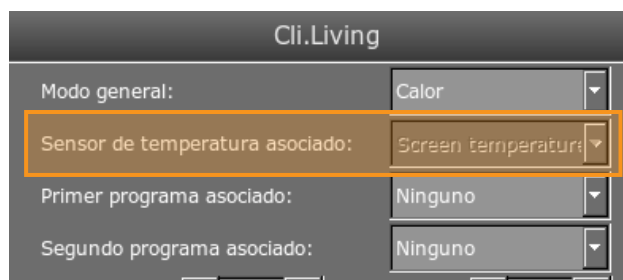 Cli.Living
Modo general: Calor
Sensor de temperatura asociado: Screen temperature
Primer programa asociado: Ninguno
Segundo programa asociado: Ninguno